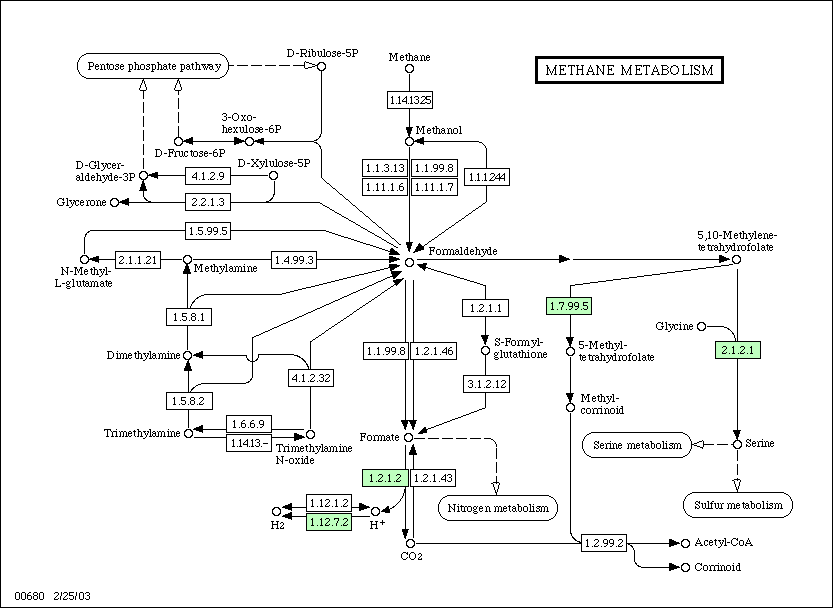 METHANE METABOLISM
D-Ribulose-5P
Methane
Pentose phosphate pathway
1.14.13.25
3-Oxo-
hexulose-6P
Methanol
D-Fructose-6P
D-Glycer-
aldehyde-3P
D-Xylulose-5P
4.1.2.9
1.1.3.13
1.1.99.8
1.11.1.6
1.11.1.7
1.1.1.244
Glycerone
2.2.1.3
1.5.99.5
Formaldehyde
5,10-Methylene-
tetrahydrofolate
2.1.1.21
Methylamine
1.4.99.3
N-Methyl-
L-glutamate
1.5.8.1
1.2.1.1
1.7.99.5
Glycine
2.1.2.1
Dimethylamine
1.1.99.8
1.2.1.46
S-Formyl-
glutathione
5-Methyl-
tetrahydrofolate
4.1.2.32
3.1.2.12
1.5.8.2
Methyl-
corrinoid
1.6.6.9
Trimethylamine
1.14.13.–
Trimethylamine
N-oxide
Formate
Serine metabolism
Serine
1.2.1.2
1.2.1.43
Nitrogen metabolism
Sulfur metabolism
1.12.1.2
1.12.7.2
H2
H+
CO2
1.2.99.2
Acetyl-CoA
Corrinoid
00680 2/25/03